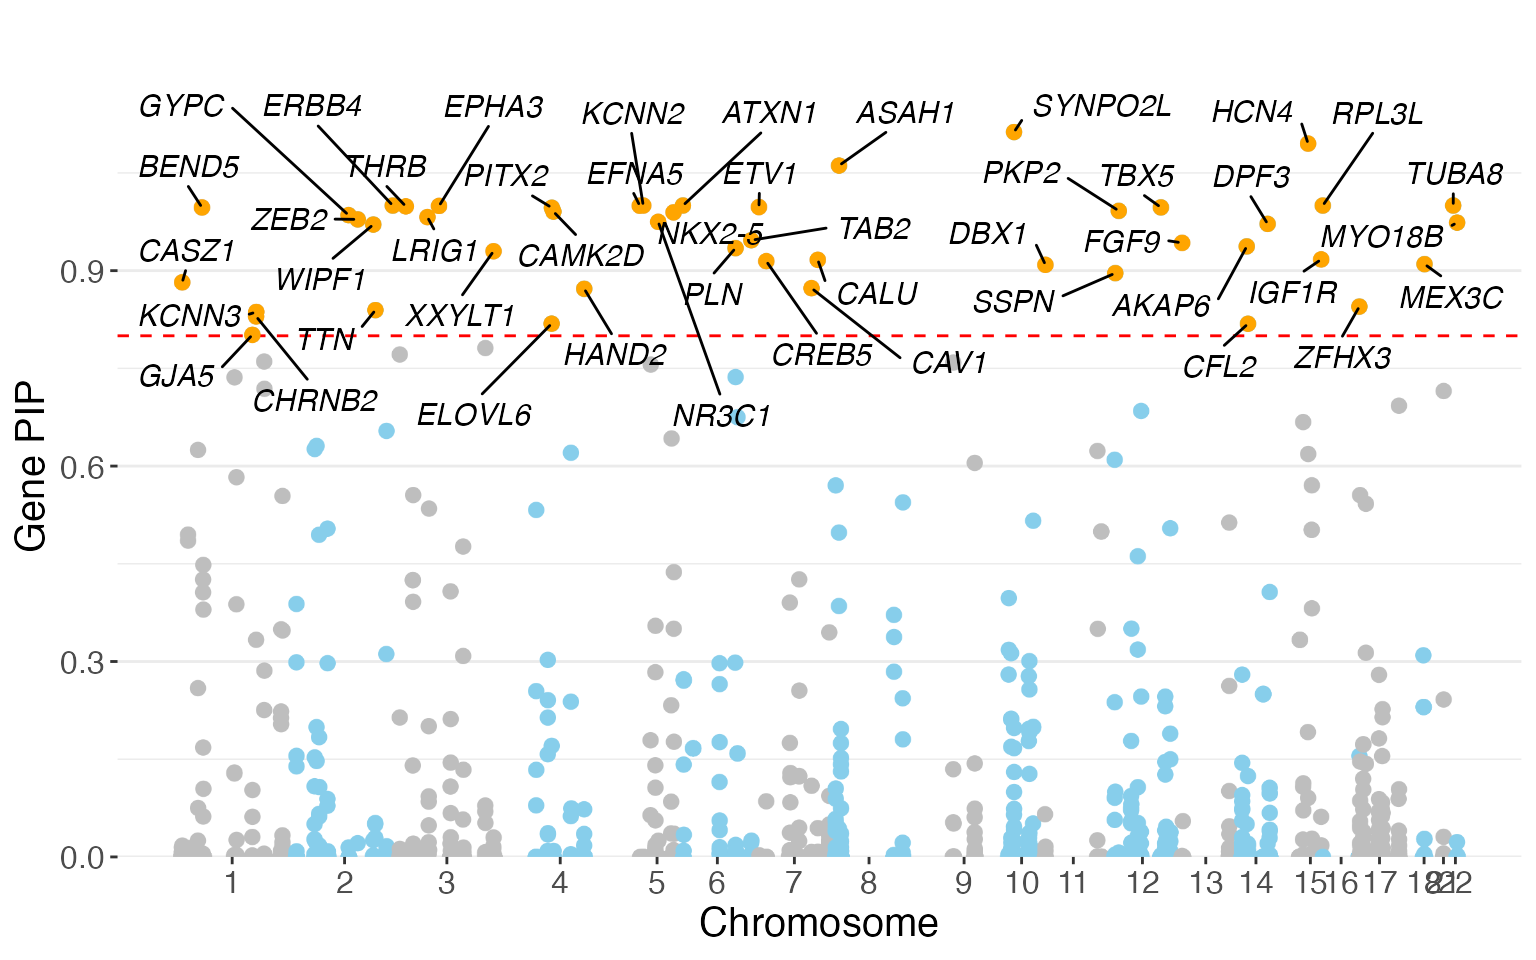 GYPC ERBB4 EPHA3 KCNN2 ATXN1 ASAH1 SYNPO2L HCN4 RPL3L
BEND5 THRB PITX2 EFNA5 ETV1 PKP2 TBX5 DPF3 TUBA8
ZEB2 LRIG1 NKX2-5 TAB2 DBX1 FGF9 MYO18B
CASZ1 WIPF1 CAMK2D PLN CALU SSPN AKAP6 IGF1R MEX3C
KCNN3 TTN XXYLT1 HAND2 CREB5 CAV1 CFL2 ZFHX3
GJA5 CHRNB2 ELOVL6 NR3C1
0.9
0.6
0.3
0.0
Gene PIP
1 2 3 4 5 6 7 8 9 10 11 12 13 14 15 16 17 18 21 22
Chromosome